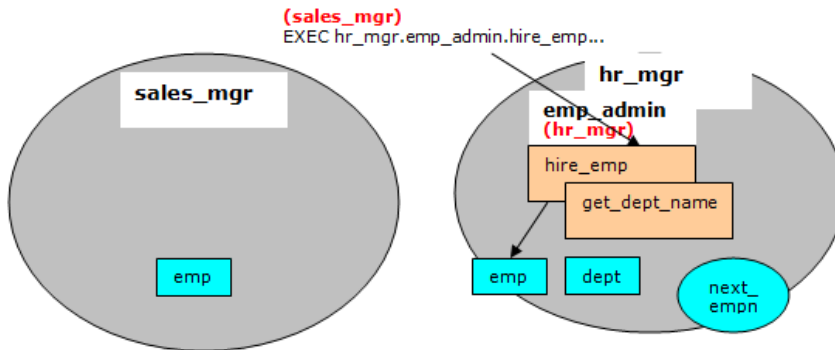 (sales_mgr)
EXEC hr_mgr.emp_admin.hire_emp...
sales_mgr
hr_mgr
emp_admin
(hr_mgr)
hire_emp
get_dept_name
emp
emp
dept
next_
empn